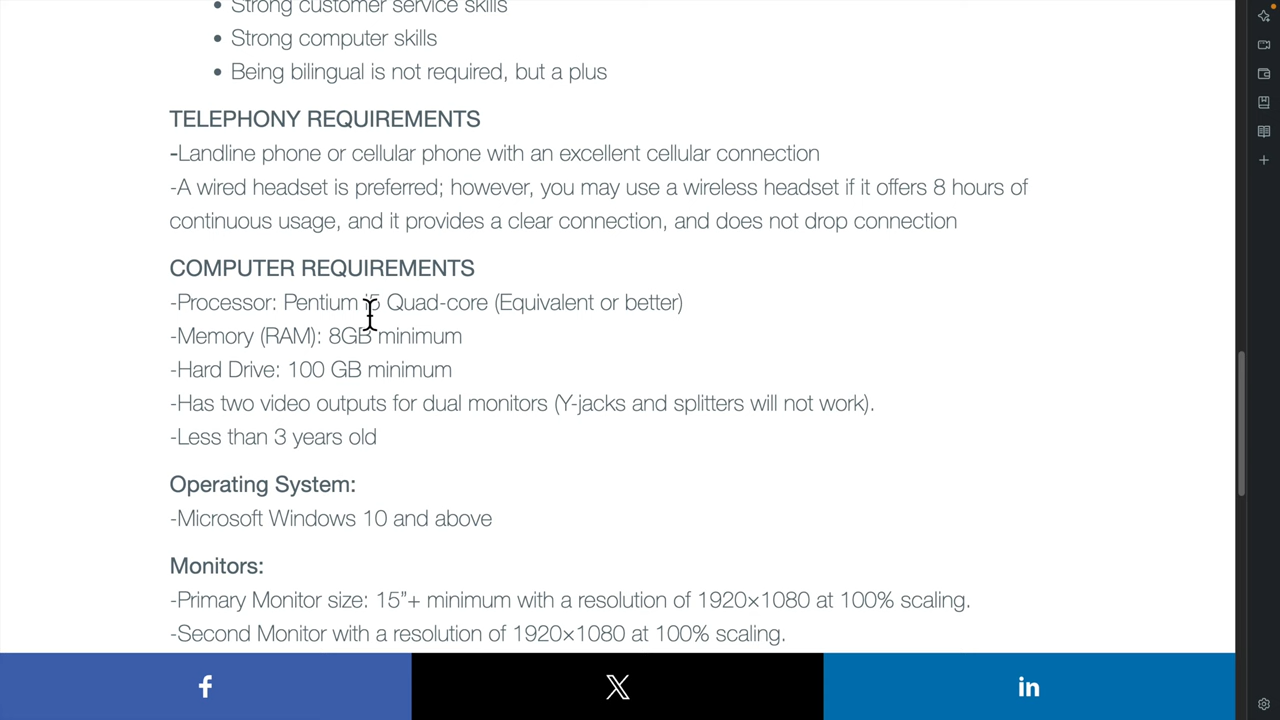 • Strong customer service skills
• Strong computer skills
• Being bilingual is not required, but a plus
TELEPHONY REQUIREMENTS
-Landline phone or cellular phone with an excellent cellular connection
-A wired headset is preferred; however, you may use a wireless headset if it offers 8 hours of
continuous usage, and it provides a clear connection, and does not drop connection
COMPUTER REQUIREMENTS
-Processor: Pentium i5 Quad-core (Equivalent or better)
-Memory (RAM): 8GB minimum
-Hard Drive: 100 GB minimum
-Has two video outputs for dual monitors (Y-jacks and splitters will not work).
-Less than 3 years old
Operating System:
-Microsoft Windows 10 and above
Monitors:
-Primary Monitor size: 15”+ minimum with a resolution of 1920×1080 at 100% scaling.
-Second Monitor with a resolution of 1920×1080 at 100% scaling.